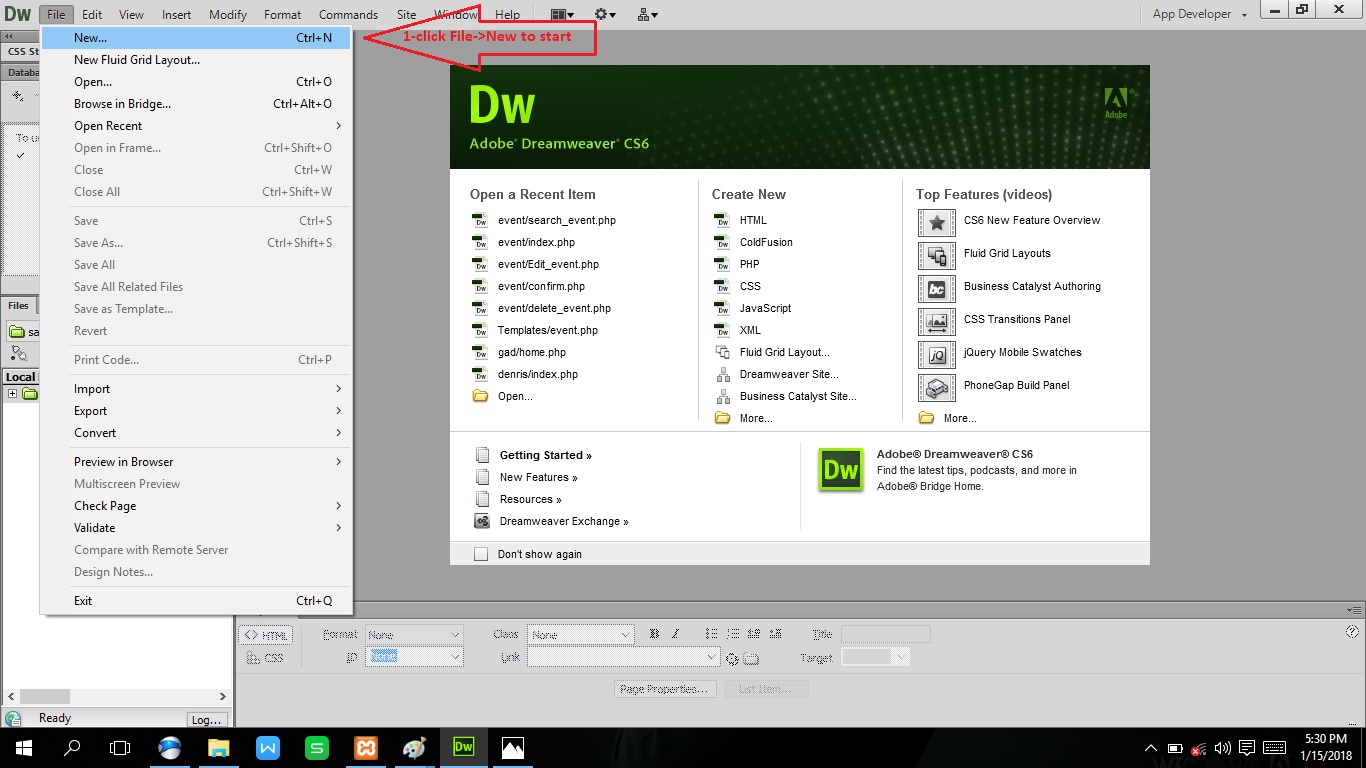 Dw File Edit View Insert Modify Format Commands Site Window Help App Developer
1-click File->New to start
New... Ctrl+N
New Fluid Grid Layout...
Open... Ctrl+O
Browse in Bridge... Ctrl+Alt+O
Open Recent
Open in Frame... Ctrl+Shift+O
Close Ctrl+W
Close All Ctrl+Shift+W
Save Ctrl+S
Save As... Ctrl+Shift+S
Save All
Save All Related Files
Save as Template...
Revert
Print Code... Ctrl+P
Import
Export
Convert
Preview in Browser
Multiscreen Preview
Check Page
Validate
Compare with Remote Server
Design Notes...
Exit Ctrl+Q
CSS St
Databa
To us
Files
sa
Local
Dw
Adobe® Dreamweaver® CS6
Adobe
Open a Recent Item
event/search_event.php
event/index.php
event/Edit_event.php
event/confirm.php
event/delete_event.php
Templates/event.php
gad/home.php
denris/index.php
Open...
Create New
HTML
ColdFusion
PHP
CSS
JavaScript
XML
Fluid Grid Layout...
Dreamweaver Site...
Business Catalyst Site...
More...
Top Features (videos)
CS6 New Feature Overview
Fluid Grid Layouts
Business Catalyst Authoring
CSS Transitions Panel
jQuery Mobile Swatches
PhoneGap Build Panel
More...
Getting Started »
New Features »
Resources »
Dreamweaver Exchange »
Dw
Adobe® Dreamweaver® CS6
Find the latest tips, podcasts, and more in
Adobe® Bridge Home.
Don't show again
<> HTML Format None Class None B I Title
CSS ID None Link Target
Page Properties... List Item...
Ready Log...
Dw
5:30 PM
1/15/2018